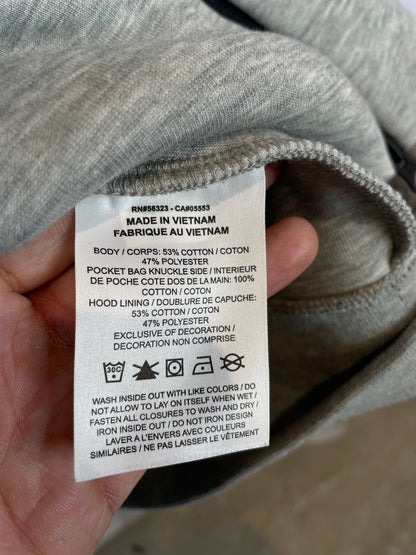 RN#56323 - CA#05553
MADE IN VIETNAM
FABRIQUE AU VIETNAM
BODY / CORPS: 53% COTTON / COTON
47% POLYESTER
POCKET BAG KNUCKLE SIDE / INTERIEUR
DE POCHE COTE DOS DE LA MAIN: 100%
COTTON / COTON
HOOD LINING / DOUBLURE DE CAPUCHE:
53% COTTON / COTON
47% POLYESTER
EXCLUSIVE OF DECORATION /
DECORATION NON COMPRISE
30C
WASH INSIDE OUT WITH LIKE COLORS / DO
NOT ALLOW TO LAY ON ITSELF WHEN WET /
FASTEN ALL CLOSURES TO WASH AND DRY /
IRON INSIDE OUT / DO NOT IRON DESIGN
LAVER A L'ENVERS AVEC COULEURS
SIMILAIRES / NE PAS LAISSER LE VÊTEMENT